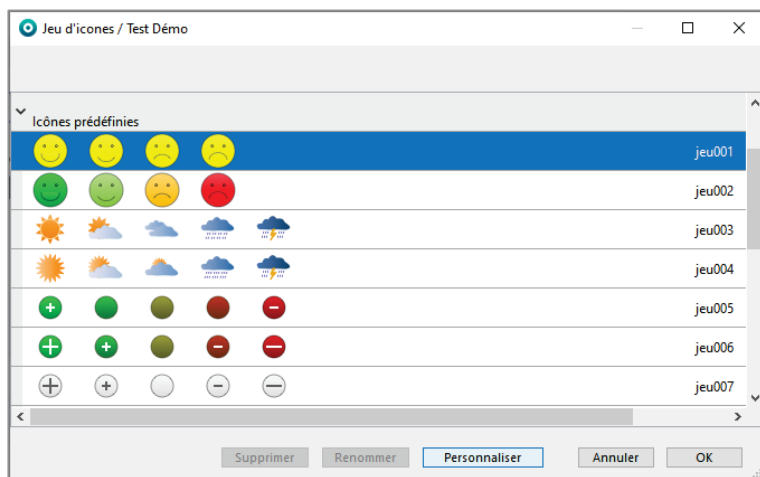 Jeu d'icones / Test Démo
Icônes prédéfinies
jeu001
jeu002
jeu003
jeu004
jeu005
jeu006
jeu007
Supprimer Renommer Personnaliser Annuler OK